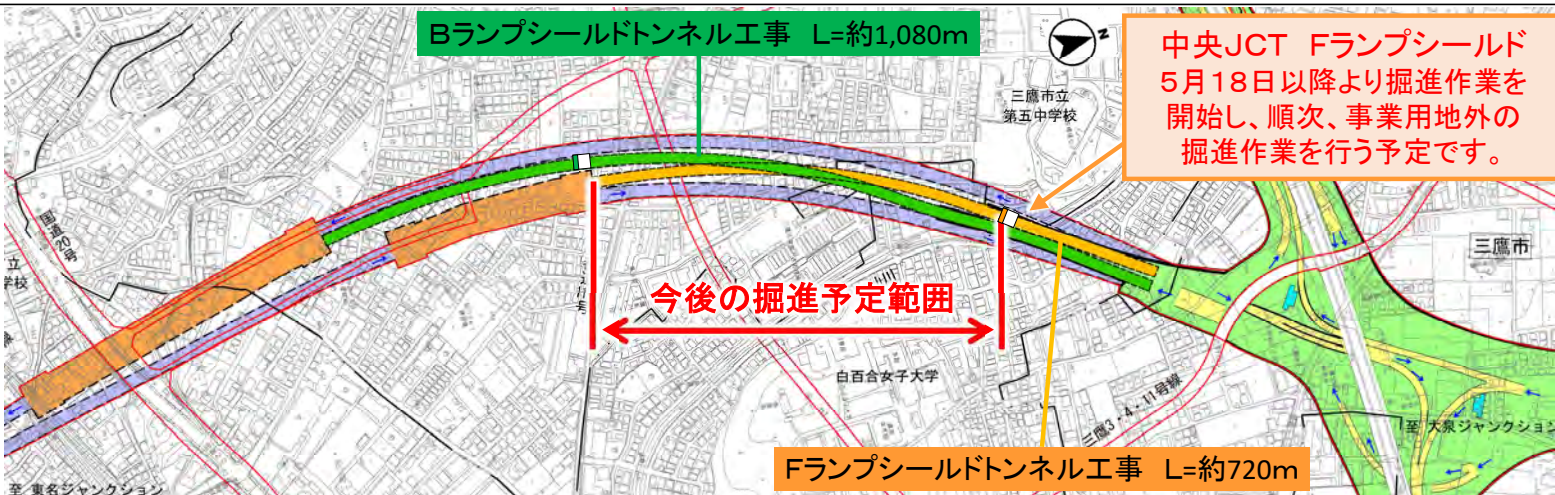 Bランプシールドトンネル工事 L=約1,080m
N
中央JCT Fランプシールド
5月18日以降より掘進作業を
開始し、順次、事業用地外の
掘進作業を行う予定です。
三鷹市立
第五中学校
国道20号
立
学校
三鷹市
今後の掘進予定範囲
白百合女子大学
三鷹3・4・11号線
至 大泉ジャンクション
Fランプシールドトンネル工事 L=約720m
至 東名ジャンクション